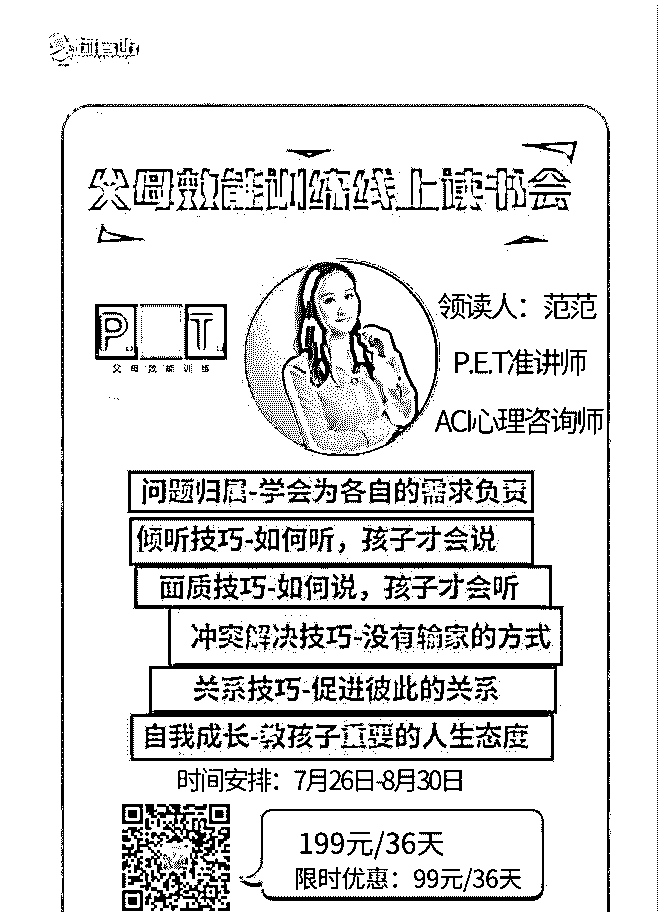 父母效能训练线上读书会
P T
父母效能训练
领读人：范范
P.E.T准讲师
ACI心理咨询师
问题归属-学会为各自的需求负责
倾听技巧-如何听，孩子才会说
面质技巧-如何说，孩子才会听
冲突解决技巧-没有输家的方式
关系技巧-促进彼此的关系
自我成长-教孩子重要的人生态度
时间安排：7月26日-8月30日
199元/36天
限时优惠：99元/36天